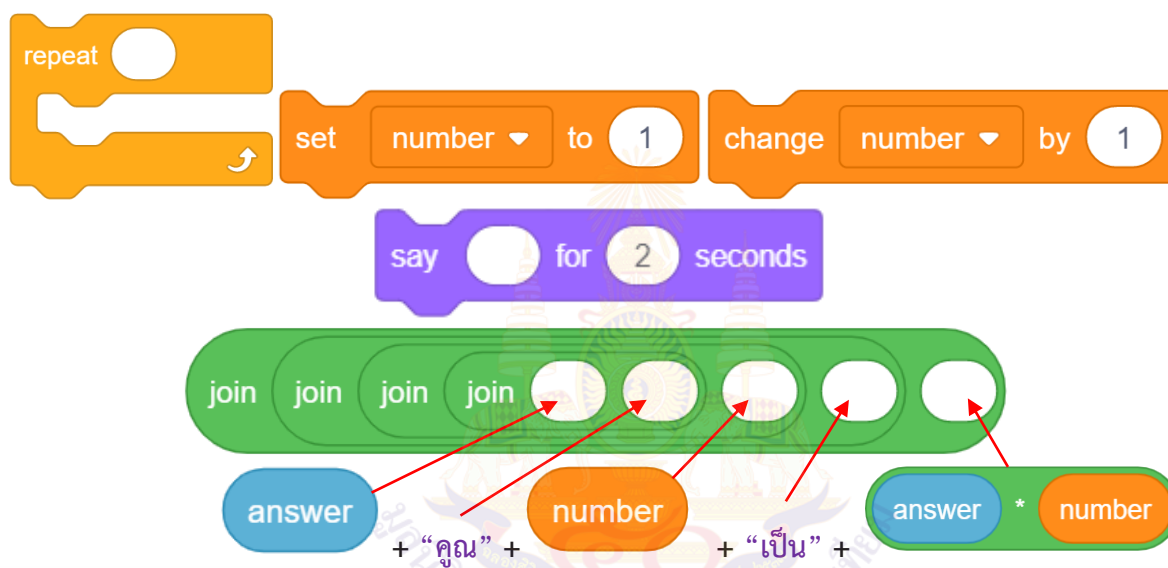 repeat
set number to 1 change number by 1
say for 2 seconds
join join join join
answer number answer * number
+ “คูณ” + + “เป็น” +